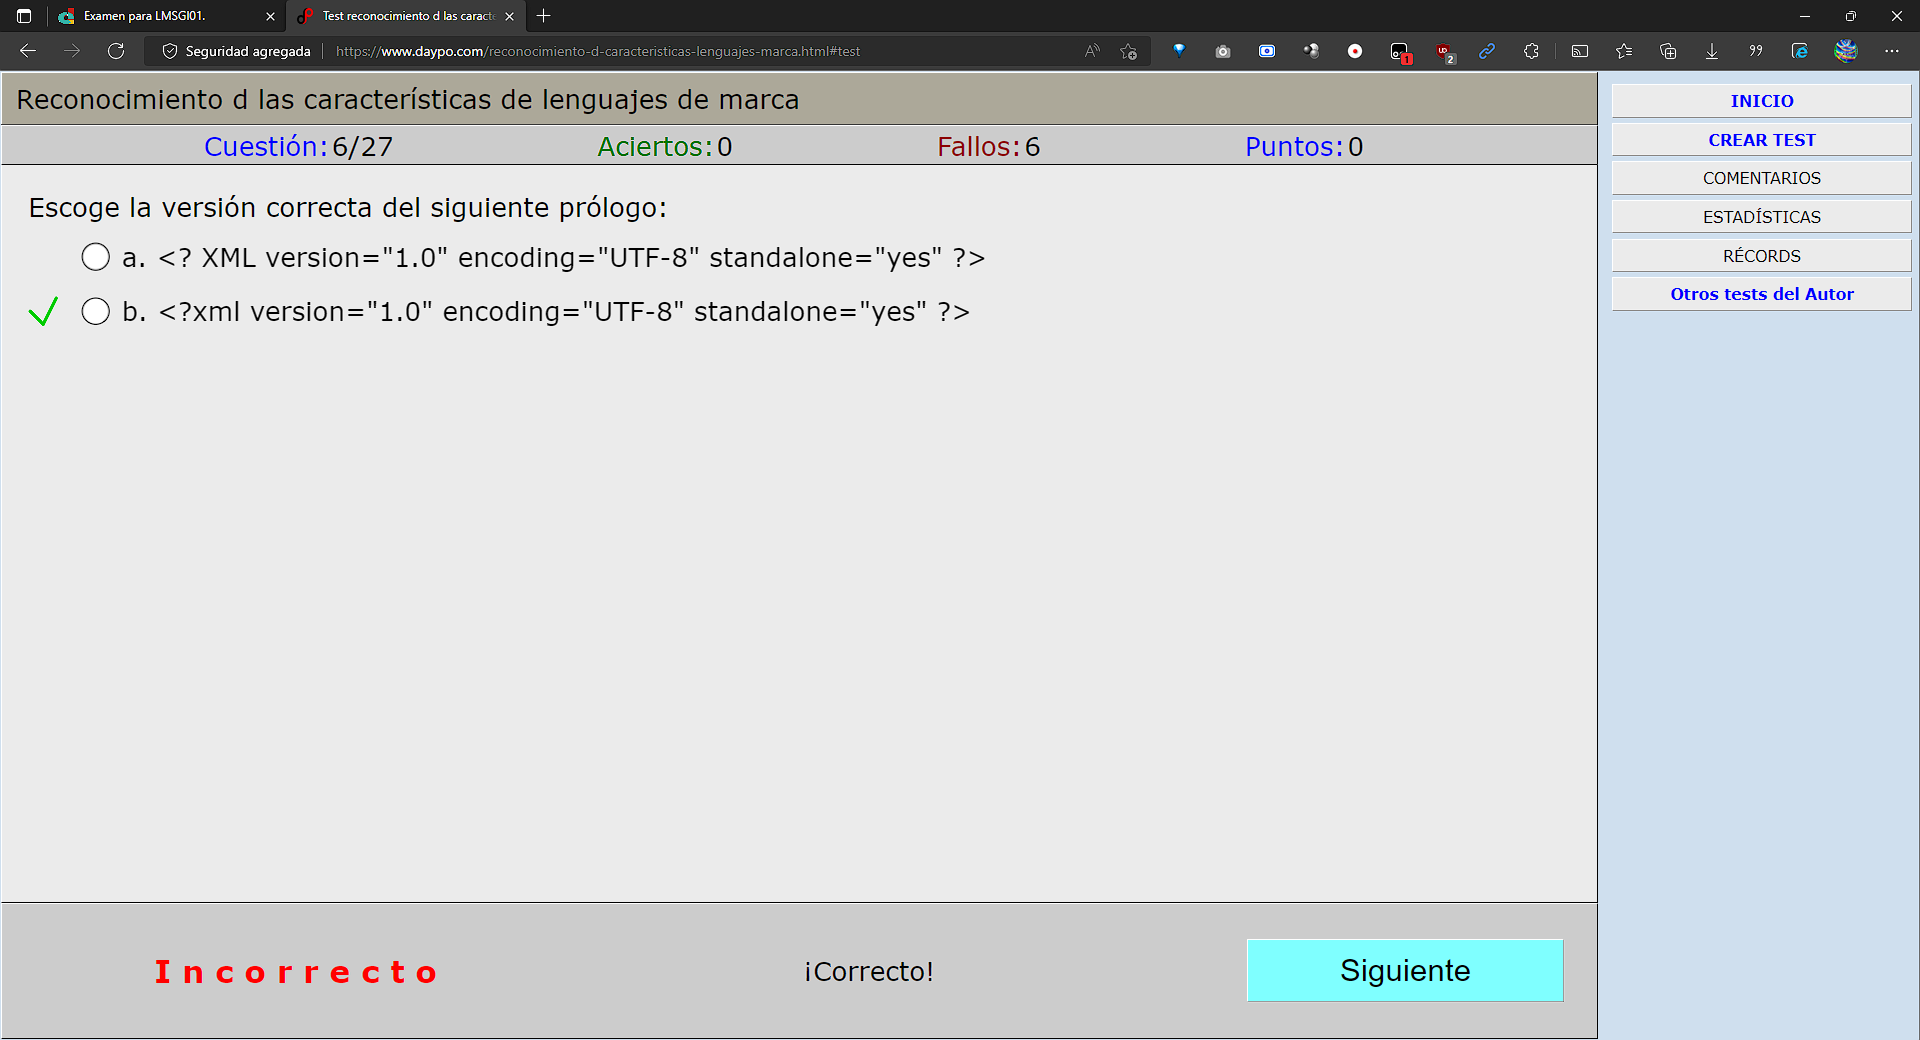 Examen para LMSGI01.
Test reconocimiento d las caracte
Seguridad agregada
https://www.daypo.com/reconocimiento-d-caracteristicas-lenguajes-marca.html#test
1
2
Reconocimiento d las características de lenguajes de marca
Cuestión: 6/27 Aciertos: 0 Fallos: 6 Puntos: 0
Escoge la versión correcta del siguiente prólogo:
a. <? XML version="1.0" encoding="UTF-8" standalone="yes" ?>
b. <?xml version="1.0" encoding="UTF-8" standalone="yes" ?>
Incorrecto
¡Correcto!
Siguiente
INICIO
CREAR TEST
COMENTARIOS
ESTADÍSTICAS
RÉCORDS
Otros tests del Autor